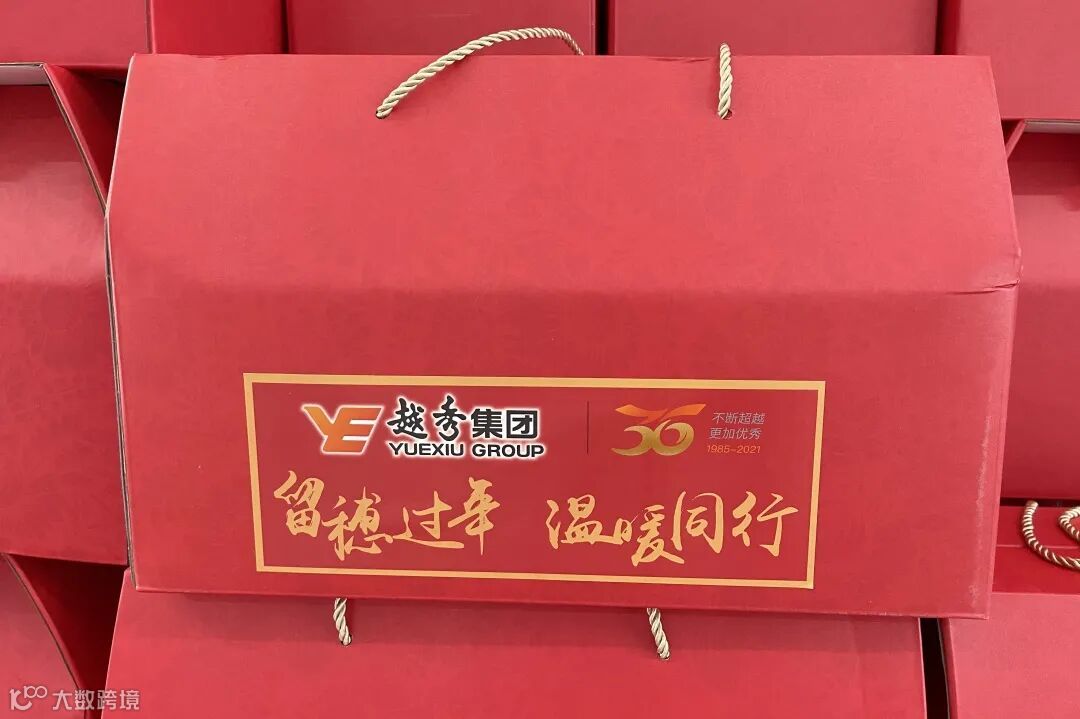 YE 越秀集团
YUEXIU GROUP
36
不断超越
更加优秀
1985-2021
留穗过年 温暖同行
大数跨境